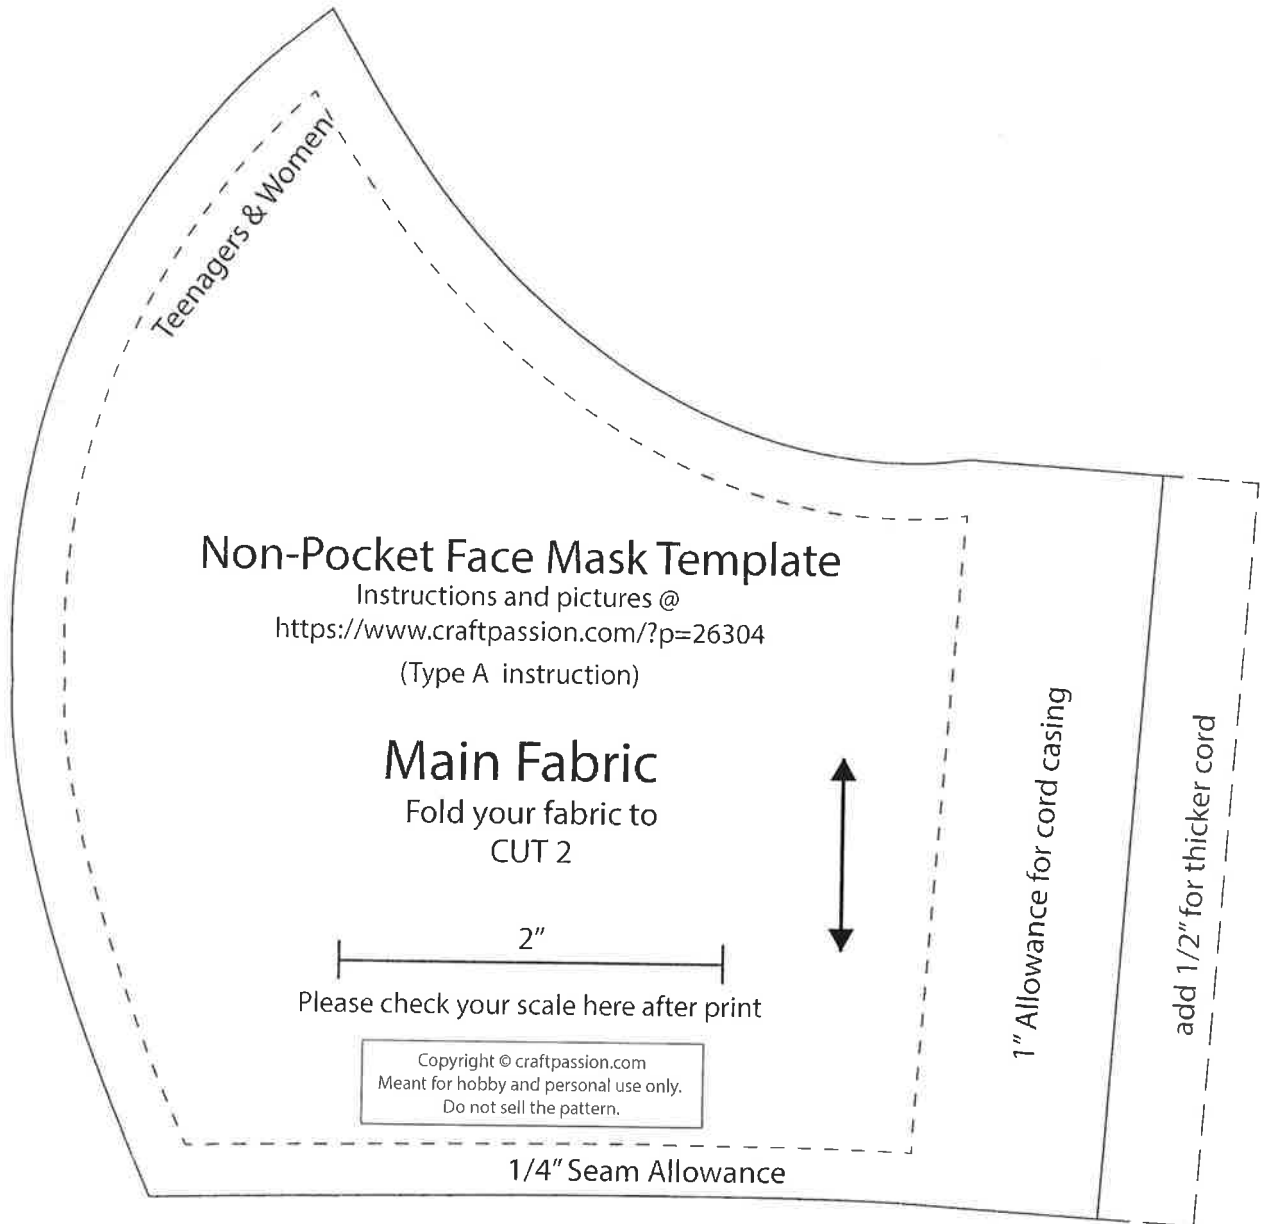 Teenagers & Women/
Non-Pocket Face Mask Template
Instructions and pictures @
https://www.craftpassion.com/?p=26304
(Type A instruction)
Main Fabric
Fold your fabric to
CUT 2
2”
Please check your scale here after print
Copyright © craftpassion.com
Meant for hobby and personal use only.
Do not sell the pattern.
1/4” Seam Allowance
1” Allowance for cord casing
add 1/2” for thicker cord